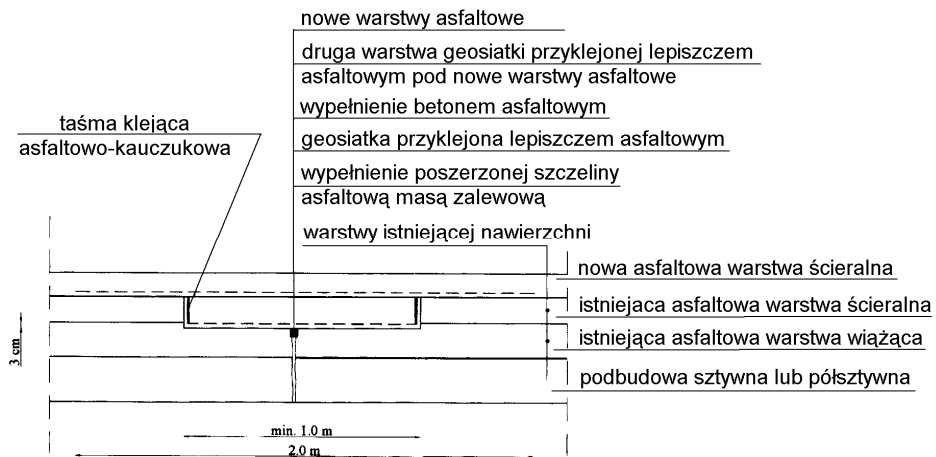 nowe warstwy asfaltowe
druga warstwa geosiatki przyklejonej lepiszczem
asfaltowym pod nowe warstwy asfaltowe
wypełnienie betonem asfaltowym
taśma klejąca
asfaltowo-kauczukowa
geosiatka przyklejona lepiszczem asfaltowym
wypełnienie poszerzonej szczeliny
asfaltową masą zalewową
warstwy istniejącej nawierzchni
nowa asfaltowa warstwa ścieralna
istniejaca asfaltowa warstwa ścieralna
istniejąca asfaltowa warstwa wiążąca
podbudowa sztywna lub półsztywna
3 cm
min. 1.0 m
2.0 m